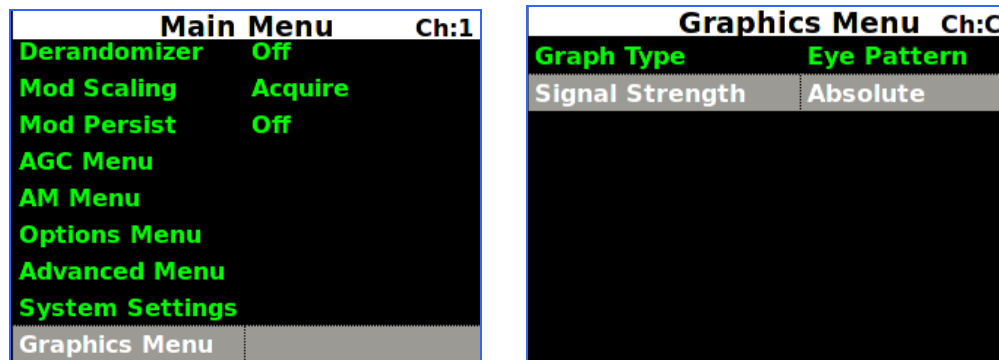 Main Menu Ch:1
Derandomizer Off
Mod Scaling Acquire
Mod Persist Off
AGC Menu
AM Menu
Options Menu
Advanced Menu
System Settings
Graphics Menu
Graphics Menu Ch:C
Graph Type Eye Pattern
Signal Strength Absolute